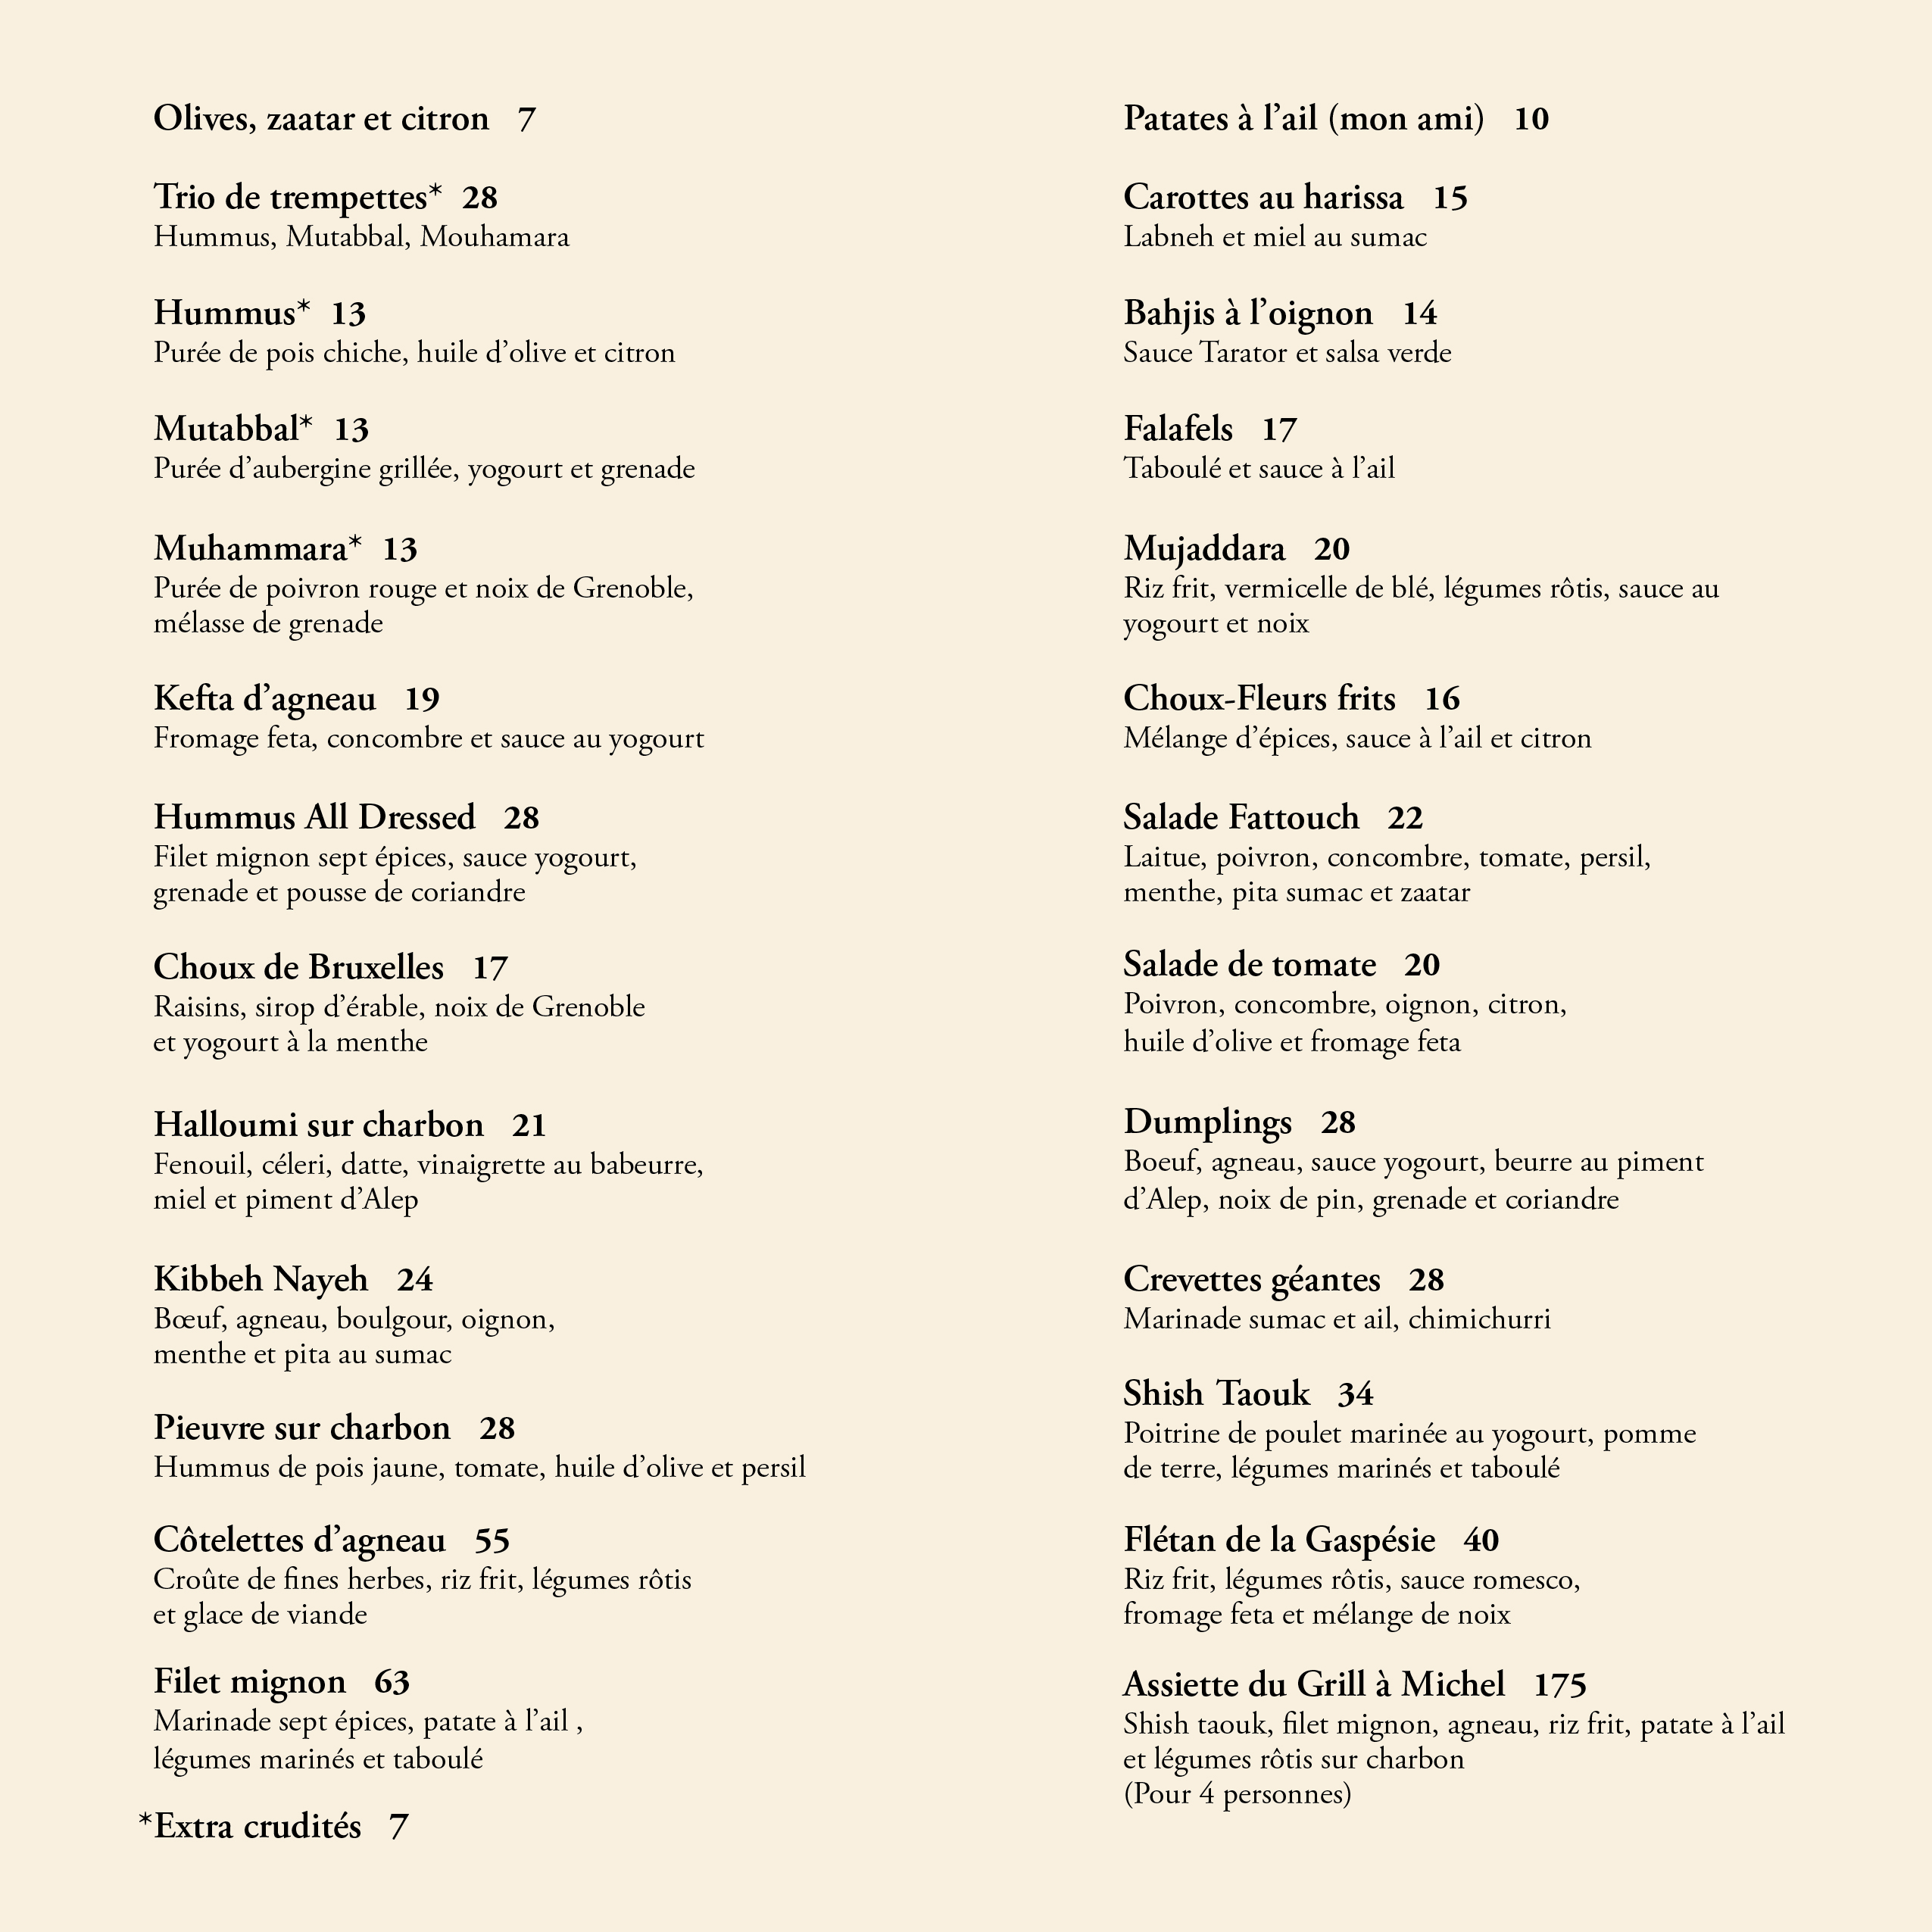 Olives, zaatar et citron 7
Trio de trempettes* 28
Hummus, Mutabbal, Mouhamara
Hummus* 13
Purée de pois chiche, huile d’olive et citron
Mutabbal* 13
Purée d’aubergine grillée, yogourt et grenade
Muhammara* 13
Purée de poivron rouge et noix de Grenoble,
mélasse de grenade
Kefta d’agneau 19
Fromage feta, concombre et sauce au yogourt
Hummus All Dressed 28
Filet mignon sept épices, sauce yogourt,
grenade et pousse de coriandre
Choux de Bruxelles 17
Raisins, sirop d’érable, noix de Grenoble
et yogourt à la menthe
Halloumi sur charbon 21
Fenouil, céleri, datte, vinaigrette au babeurre,
miel et piment d’Alep
Kibbeh Nayeh 24
Bœuf, agneau, boulgour, oignon,
menthe et pita au sumac
Pieuvre sur charbon 28
Hummus de pois jaune, tomate, huile d’olive et persil
Côtelettes d’agneau 55
Croûte de fines herbes, riz frit, légumes rôtis
et glace de viande
Filet mignon 63
Marinade sept épices, patate à l’ail ,
légumes marinés et taboulé
*Extra crudités 7
Patates à l’ail (mon ami) 10
Carottes au harissa 15
Labneh et miel au sumac
Bahjis à l’oignon 14
Sauce Tarator et salsa verde
Falafels 17
Taboulé et sauce à l’ail
Mujaddara 20
Riz frit, vermicelle de blé, légumes rôtis, sauce au
yogourt et noix
Choux-Fleurs frits 16
Mélange d’épices, sauce à l’ail et citron
Salade Fattouch 22
Laitue, poivron, concombre, tomate, persil,
menthe, pita sumac et zaatar
Salade de tomate 20
Poivron, concombre, oignon, citron,
huile d’olive et fromage feta
Dumplings 28
Boeuf, agneau, sauce yogourt, beurre au piment
d’Alep, noix de pin, grenade et coriandre
Crevettes géantes 28
Marinade sumac et ail, chimichurri
Shish Taouk 34
Poitrine de poulet marinée au yogourt, pomme
de terre, légumes marinés et taboulé
Flétan de la Gaspésie 40
Riz frit, légumes rôtis, sauce romesco,
fromage feta et mélange de noix
Assiette du Grill à Michel 175
Shish taouk, filet mignon, agneau, riz frit, patate à l’ail
et légumes rôtis sur charbon
(Pour 4 personnes)